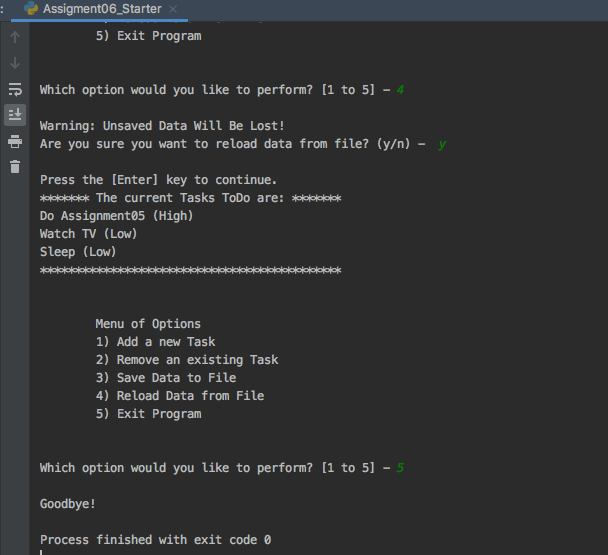 : Assigment06_Starter ×
5) Exit Program
Which option would you like to perform? [1 to 5] – 4
Warning: Unsaved Data Will Be Lost!
Are you sure you want to reload data from file? (y/n) –  y
Press the [Enter] key to continue.
******* The current Tasks ToDo are: *******
Do Assignment05 (High)
Watch TV (Low)
Sleep (Low)
*******************************************
Menu of Options
1) Add a new Task
2) Remove an existing Task
3) Save Data to File
4) Reload Data from File
5) Exit Program
Which option would you like to perform? [1 to 5] – 5
Goodbye!
Process finished with exit code 0